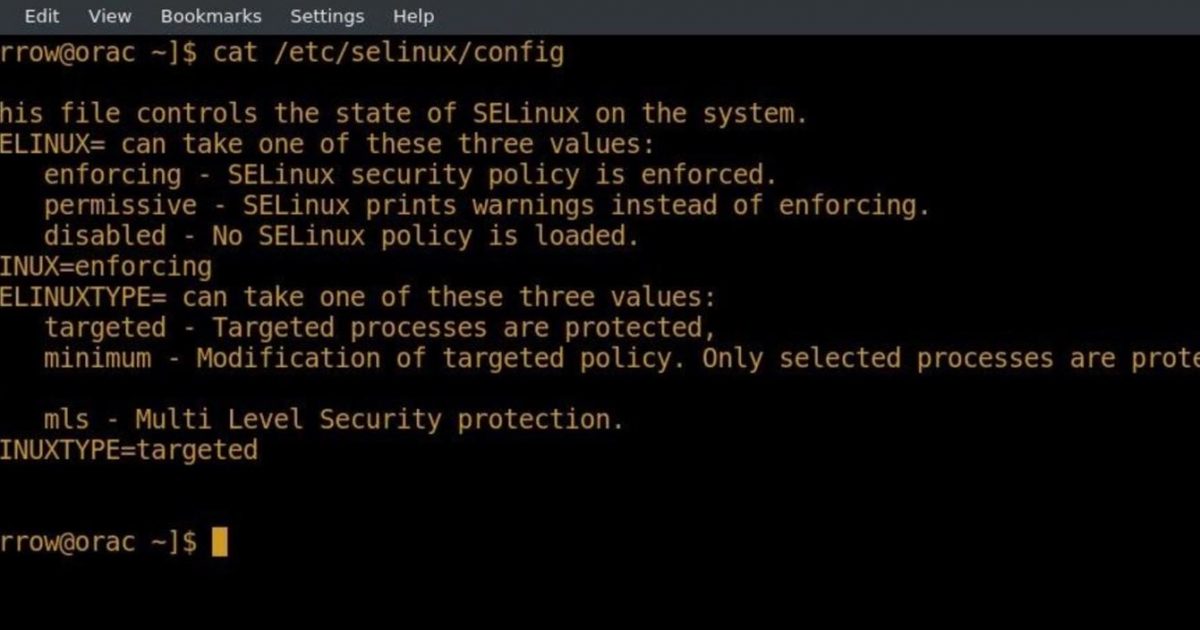 Edit View Bookmarks Settings Help
rrow@orac ~]$ cat /etc/selinux/config
his file controls the state of SELinux on the system.
ELINUX= can take one of these three values:
enforcing - SELinux security policy is enforced.
permissive - SELinux prints warnings instead of enforcing.
disabled - No SELinux policy is loaded.
INUX=enforcing
ELINUXTYPE= can take one of these three values:
targeted - Targeted processes are protected,
minimum - Modification of targeted policy. Only selected processes are prote
mls - Multi Level Security protection.
INUXTYPE=targeted
rrow@orac ~]$